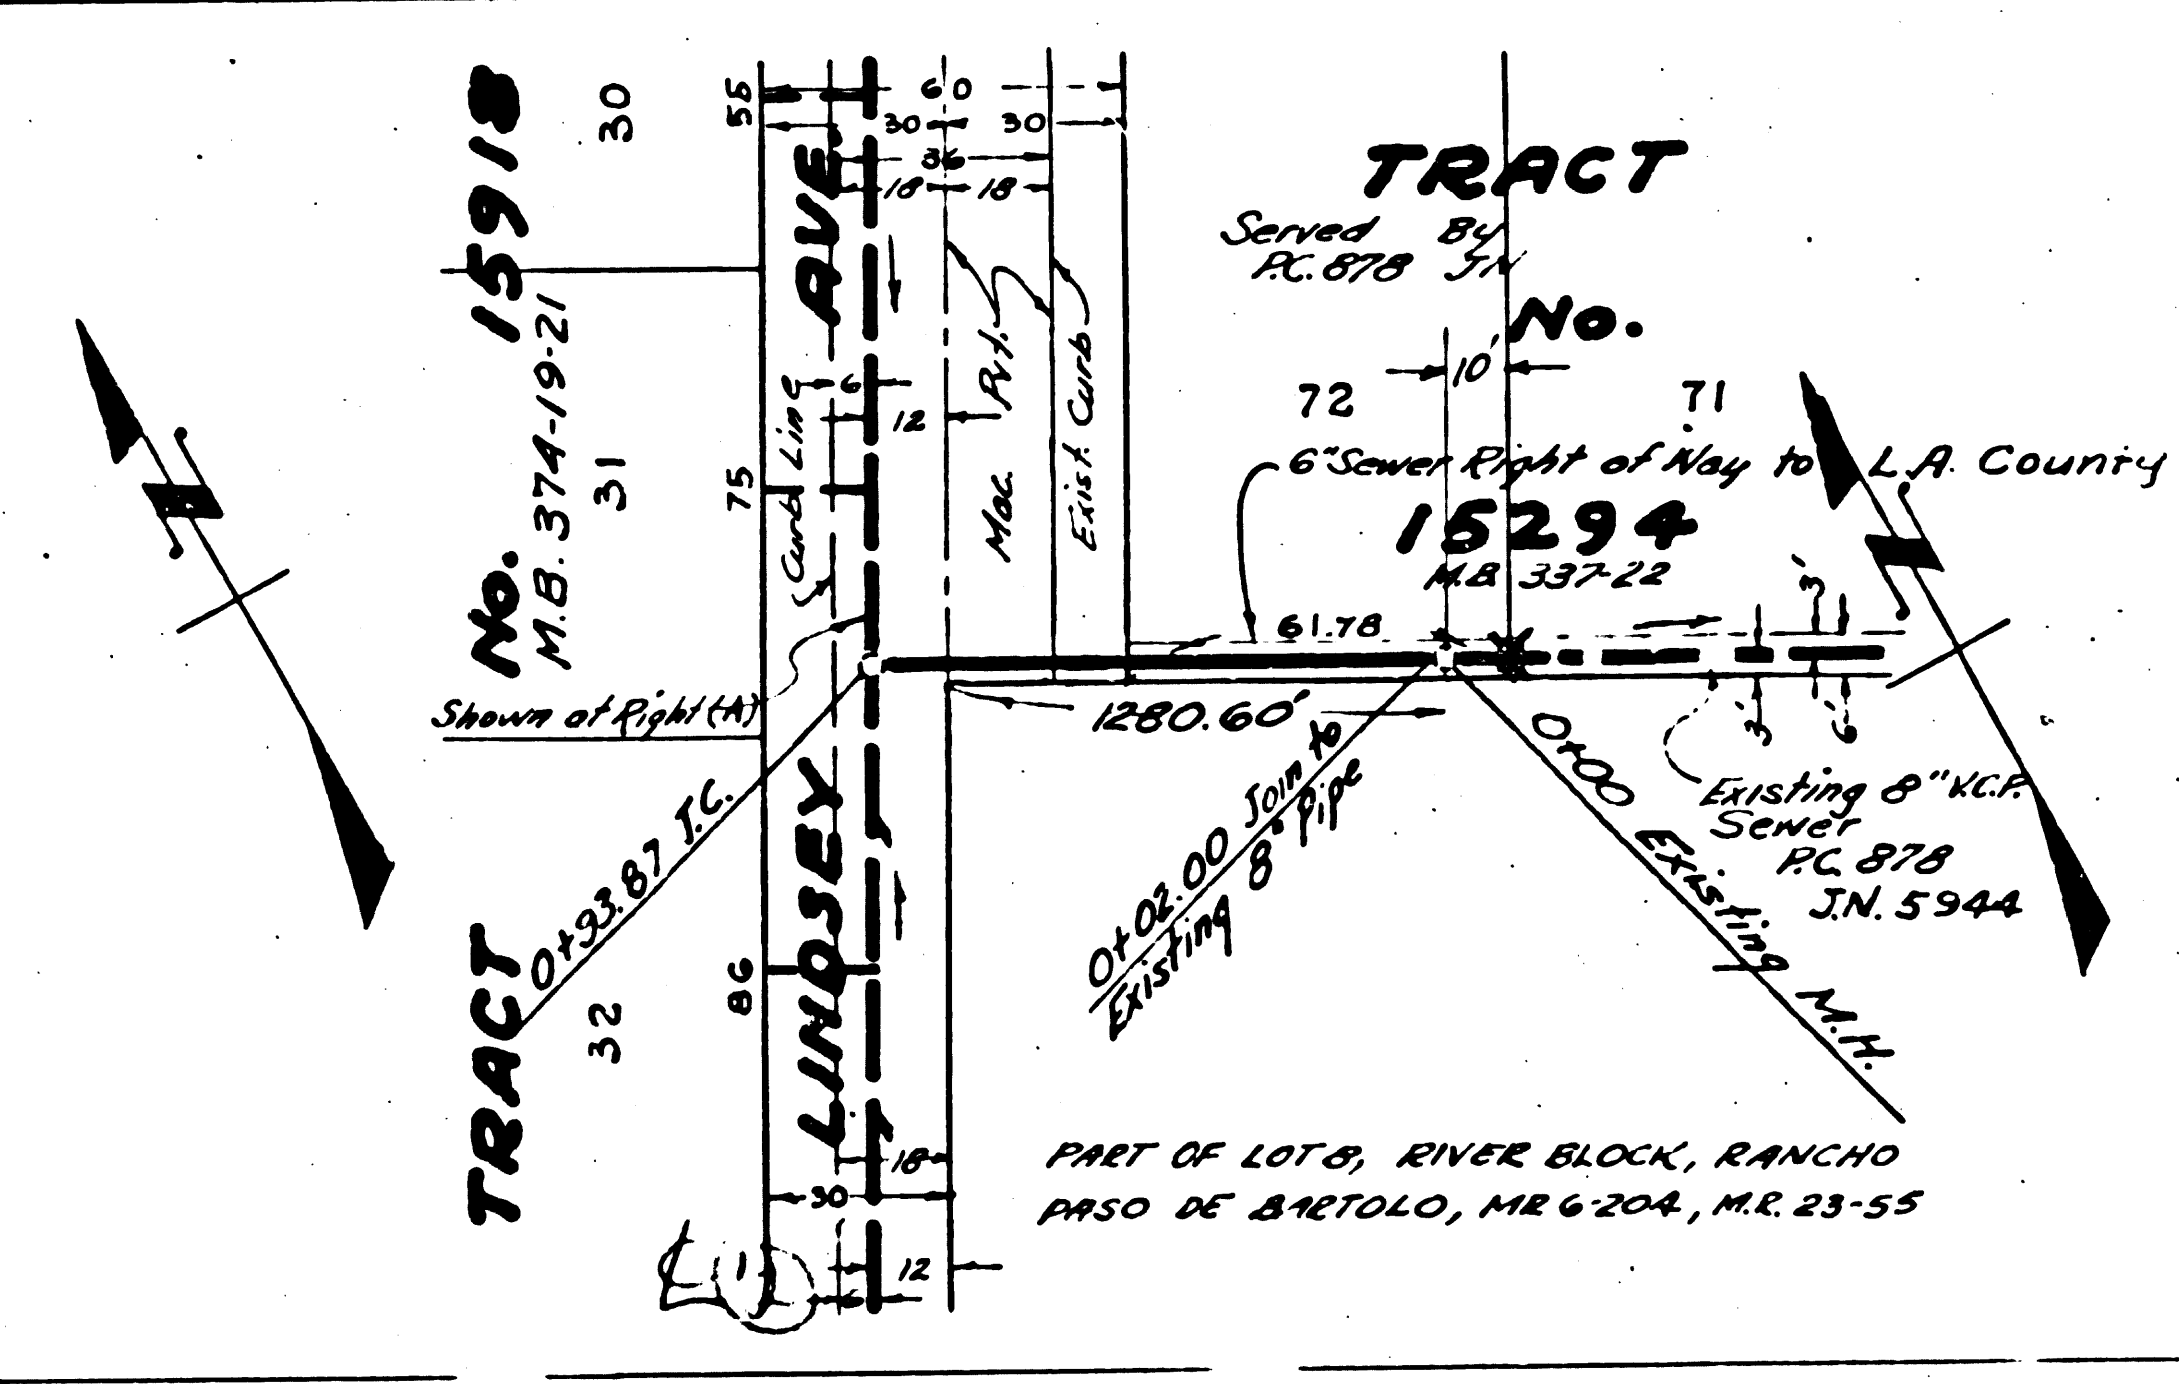 TRACT No. 15918
M.B. 374-19-21
30
31
32
55
75
86
60
30 30
36
18 18
LINDSEY AVE.
Curb Line
6
12
Mac. Pvt.
Exist. Curb
TRACT
Served By
P.C. 878 JN
No.
10'
72
71
6" Sewer Right of Way to L.A. County
15294
M.B. 337-22
61.78
3'
3'
6'
Shown at Right (A)
1280.60'
0+93.87 T.C.
0+02.00 Join to
Existing 8" pipe
0+00 Existing M.H.
Existing 8" V.C.P.
Sewer
P.C. 878
J.N. 5944
18
30
12
6
1
PART OF LOT 8, RIVER BLOCK, RANCHO
PASO DE BARTOLO, MR 6-204, M.R. 23-55